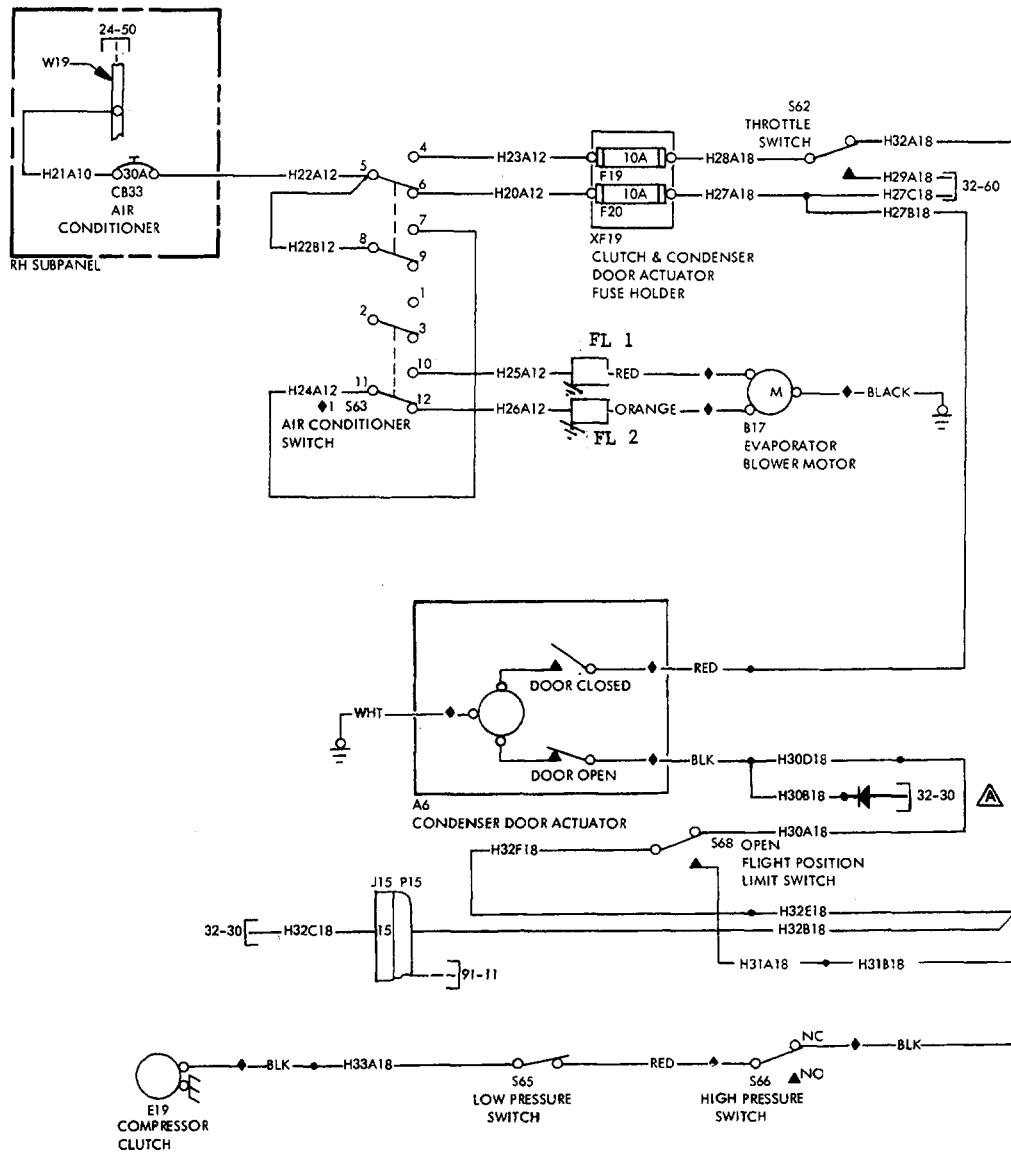 24-50
W19
H21A10
30A
CB33
AIR
CONDITIONER
RH SUBPANEL
H22A12
H22B12
5
4
6
7
8
9
1
2
3
10
11
12
H24A12
1 S63
AIR CONDITIONER
SWITCH
H23A12
H20A12
10A
F19
10A
F20
XF19
CLUTCH & CONDENSER
DOOR ACTUATOR
FUSE HOLDER
H28A18
H27A18
S62
THROTTLE
SWITCH
H32A18
H29A18
H27C18
H27B18
32-60
H25A12
H26A12
FL 1
FL 2
RED
ORANGE
M
B17
EVAPORATOR
BLOWER MOTOR
BLACK
DOOR CLOSED
RED
WHT
DOOR OPEN
BLK
A6
CONDENSER DOOR ACTUATOR
H30D18
H30B18
32-30
A
H30A18
H32F18
S68 OPEN
FLIGHT POSITION
LIMIT SWITCH
J15 P15
32-30
H32C18
15
H32E18
H32B18
91-11
H31A18
H31B18
NC
BLK
NO
BLK
H33A18
RED
E19
COMPRESSOR
CLUTCH
S65
LOW PRESSURE
SWITCH
S66
HIGH PRESSURE
SWITCH